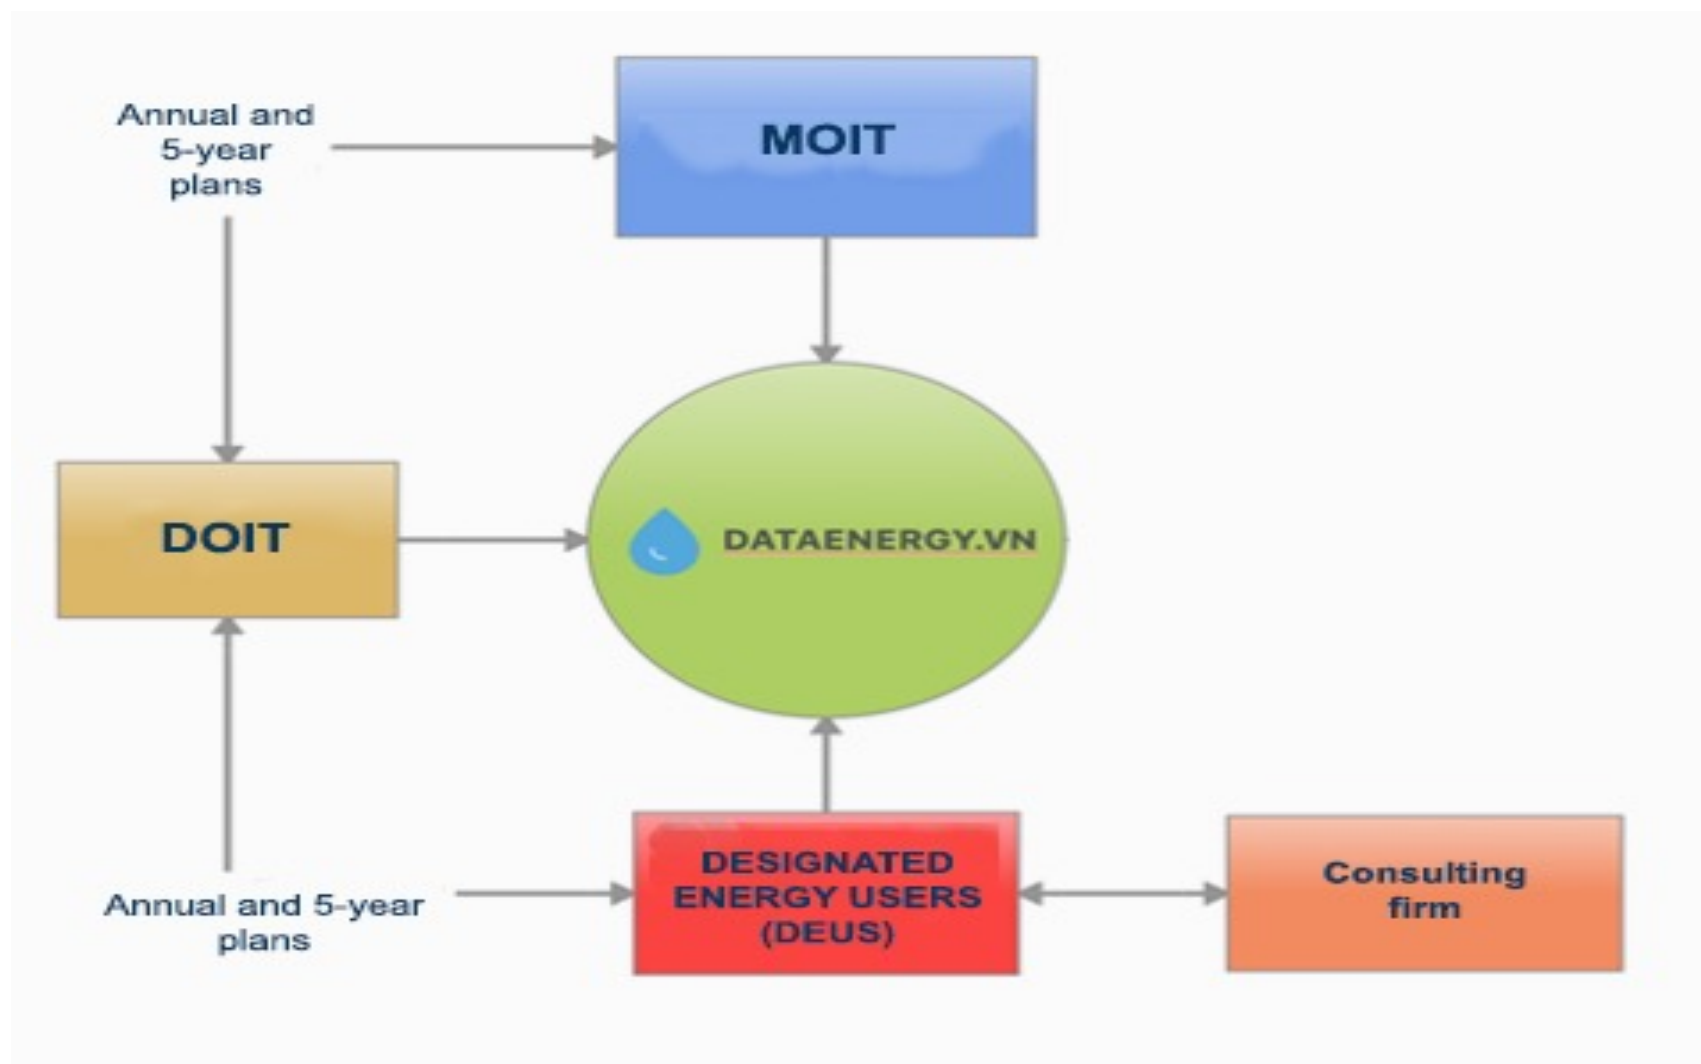 Annual and
5-year
plans
MOIT
DOIT
DATAENERGY.VN
DESIGNATED
ENERGY USERS
(DEUS)
Consulting
firm
Annual and 5-year
plans